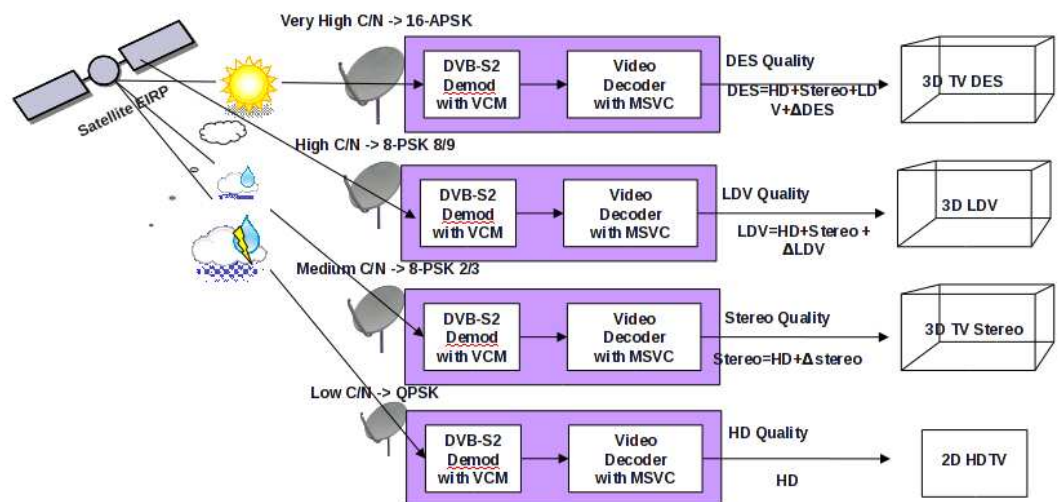 Very High C/N -> 16-APSK
Satellite EIRP
DVB-S2
Demod
with VCM
Video
Decoder
with MSVC
DES Quality
DES=HD+Stereo+LD
V+ΔDES
3D TV DES
High C/N -> 8-PSK 8/9
DVB-S2
Demod
with VCM
Video
Decoder
with MSVC
LDV Quality
LDV=HD+Stereo +
ΔLDV
3D LDV
Medium C/N -> 8-PSK 2/3
DVB-S2
Demod
with VCM
Video
Decoder
with MSVC
Stereo Quality
Stereo=HD+Δ stereo
3D TV Stereo
Low C/N -> QPSK
DVB-S2
Demod
with VCM
Video
Decoder
with MSVC
HD Quality
HD
2D HDTV